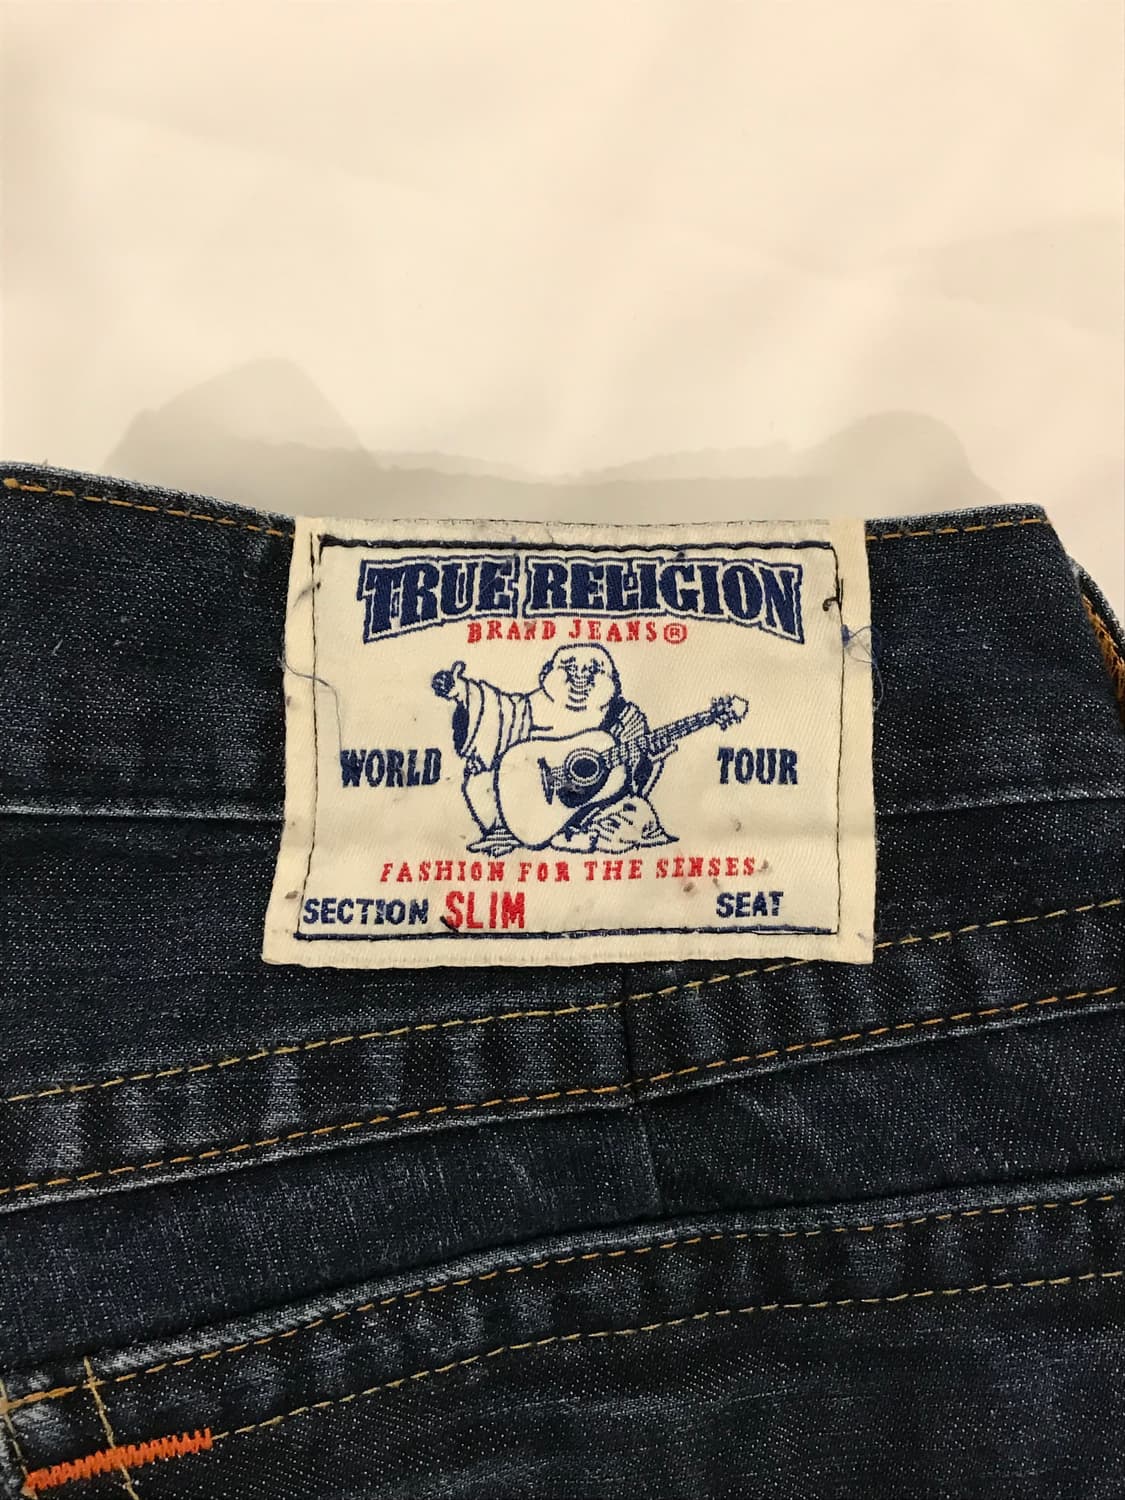 TRUE RELIGION
BRAND JEANS®
WORLD TOUR
FASHION FOR THE SENSES
SECTION SLIM SEAT